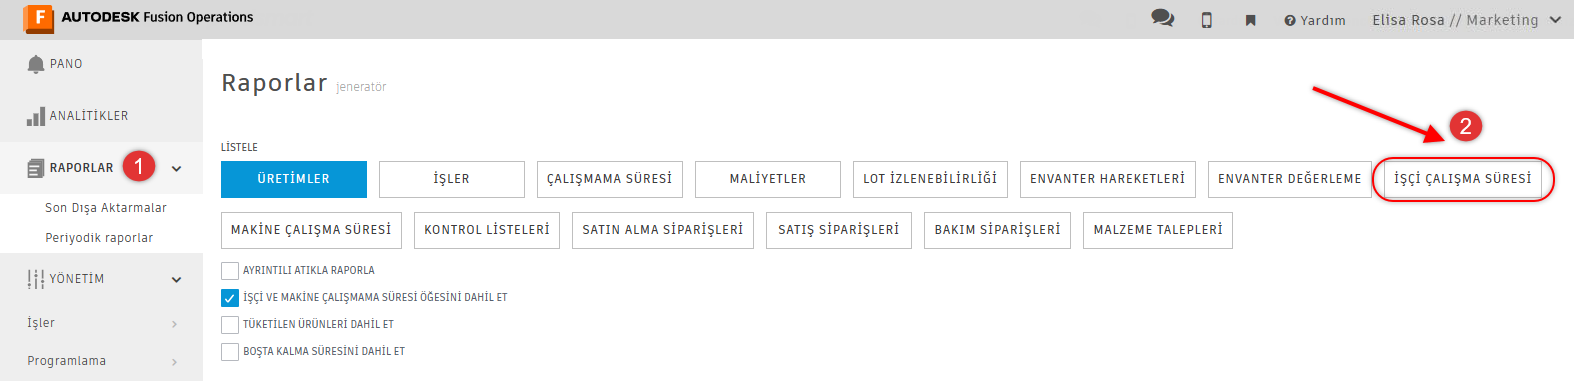 AUTODESK Fusion Operations
Yardım
Elisa Rosa // Marketing
PANO
ANALİTİKLER
RAPORLAR 1
Son Dışa Aktarmalar
Periyodik raporlar
YÖNETİM
İşler
Programlama
Raporlar jeneratör
2
LİSTELE
ÜRETİMLER İŞLER ÇALIŞMAMA SÜRESİ MALİYETLER LOT İZLENEBİLİRLİĞİ ENVANTER HAREKETLERİ ENVANTER DEĞERLEME İŞÇİ ÇALIŞMA SÜRESİ
MAKİNE ÇALIŞMA SÜRESİ KONTROL LİSTELERİ SATIN ALMA SİPARİŞLERİ SATIŞ SİPARİŞLERİ BAKIM SİPARİŞLERİ MALZEME TALEPLERİ
AYRINTILI ATIKLA RAPORLA
İŞÇİ VE MAKİNE ÇALIŞMAMA SÜRESİ ÖĞESİNİ DAHİL ET
TÜKETİLEN ÜRÜNLERİ DAHİL ET
BOŞTA KALMA SÜRESİNİ DAHİL ET